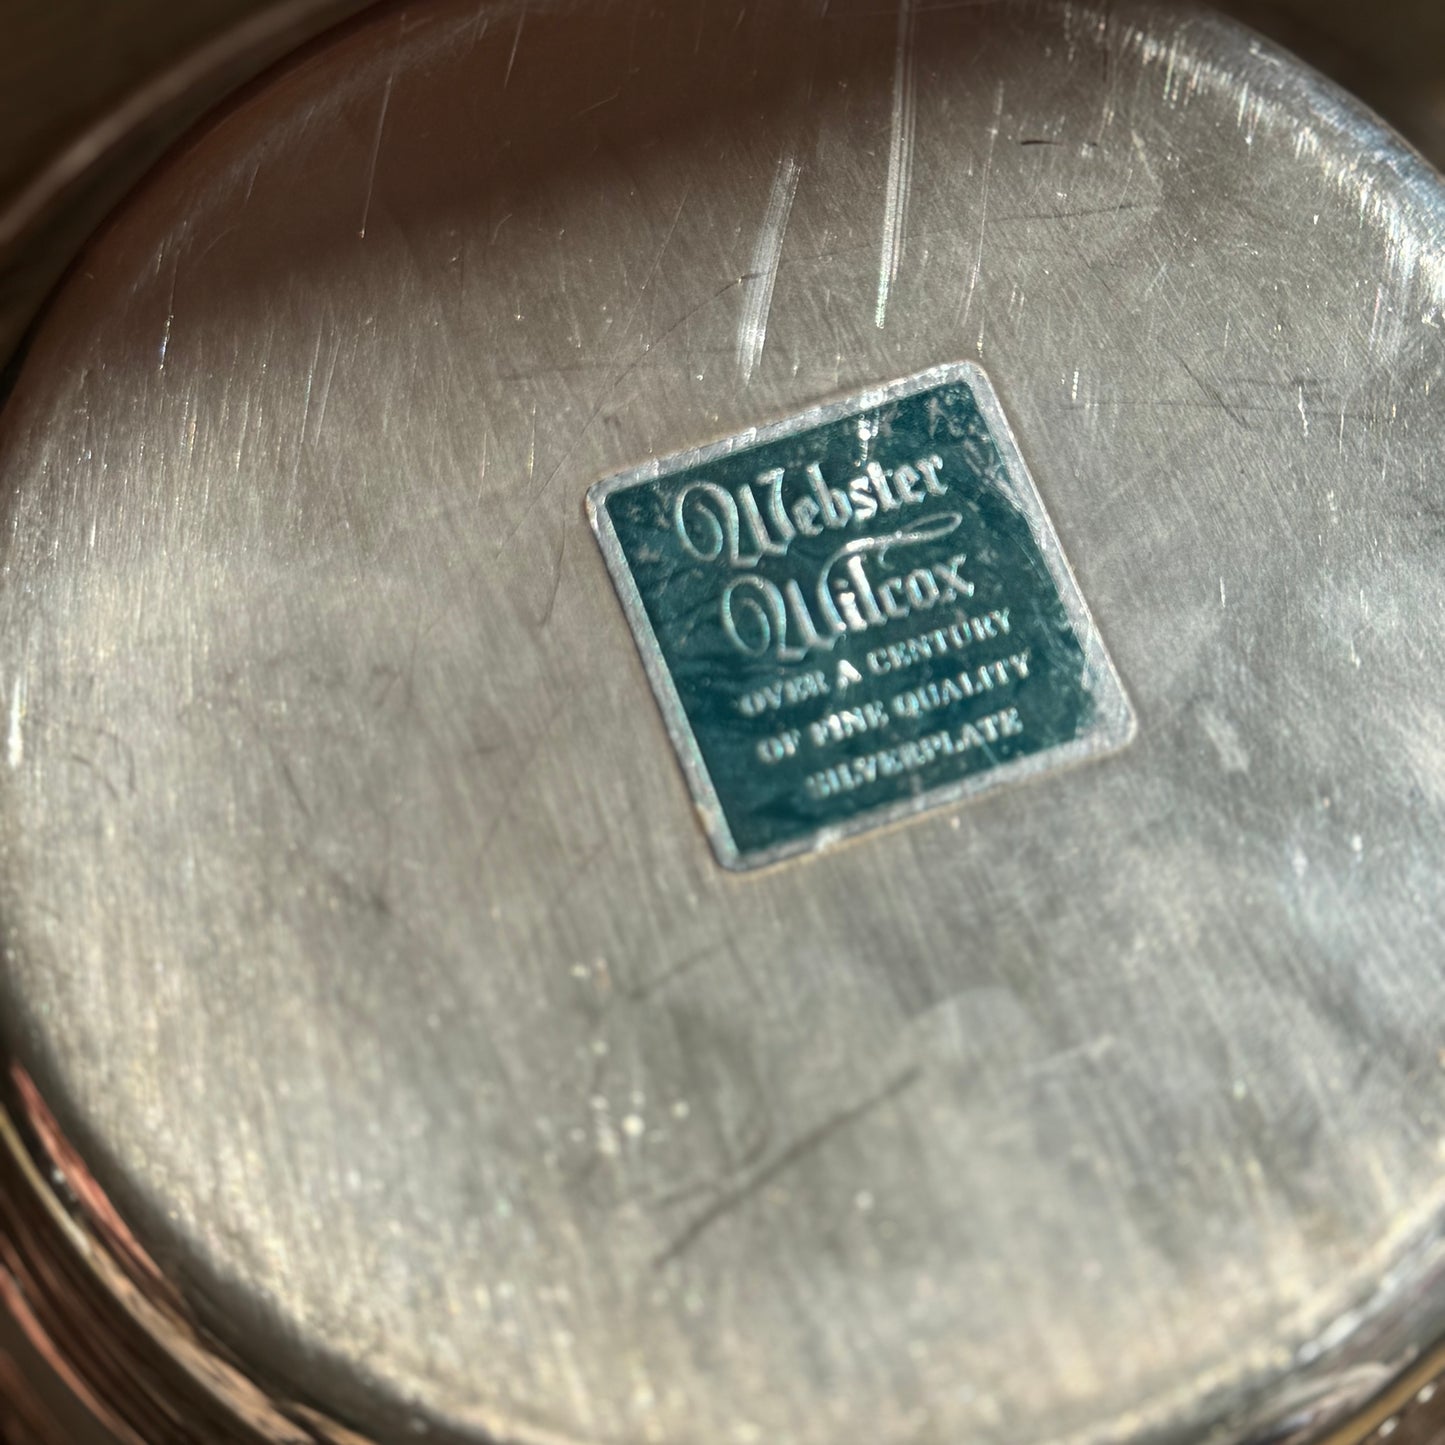 Webster
Wilcox
OVER A CENTURY
OF FINE QUALITY
SILVERPLATE